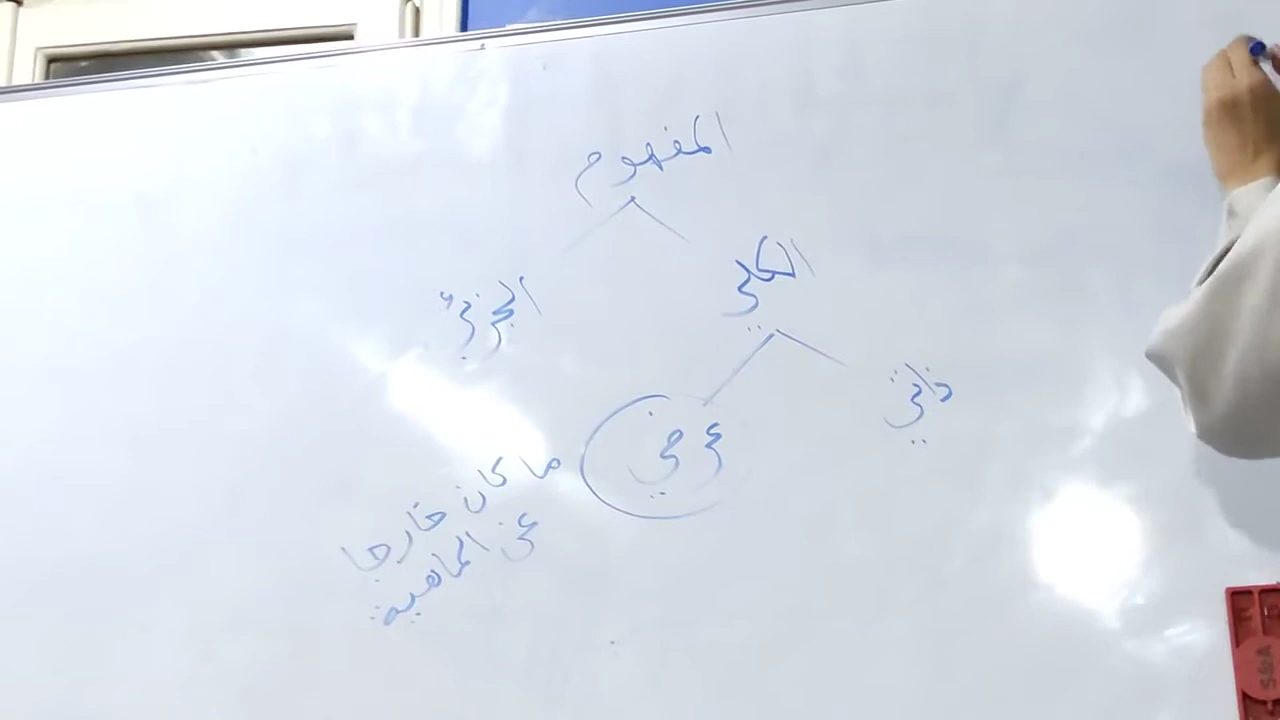 المفهوم
الكلي
الجزئي
ذاتي
عرضي
ما كان خارجا
عن الماهية